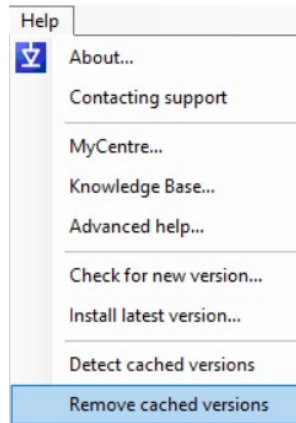 Help
About...
Contacting support
MyCentre...
Knowledge Base...
Advanced help...
Check for new version...
Install latest version...
Detect cached versions
Remove cached versions